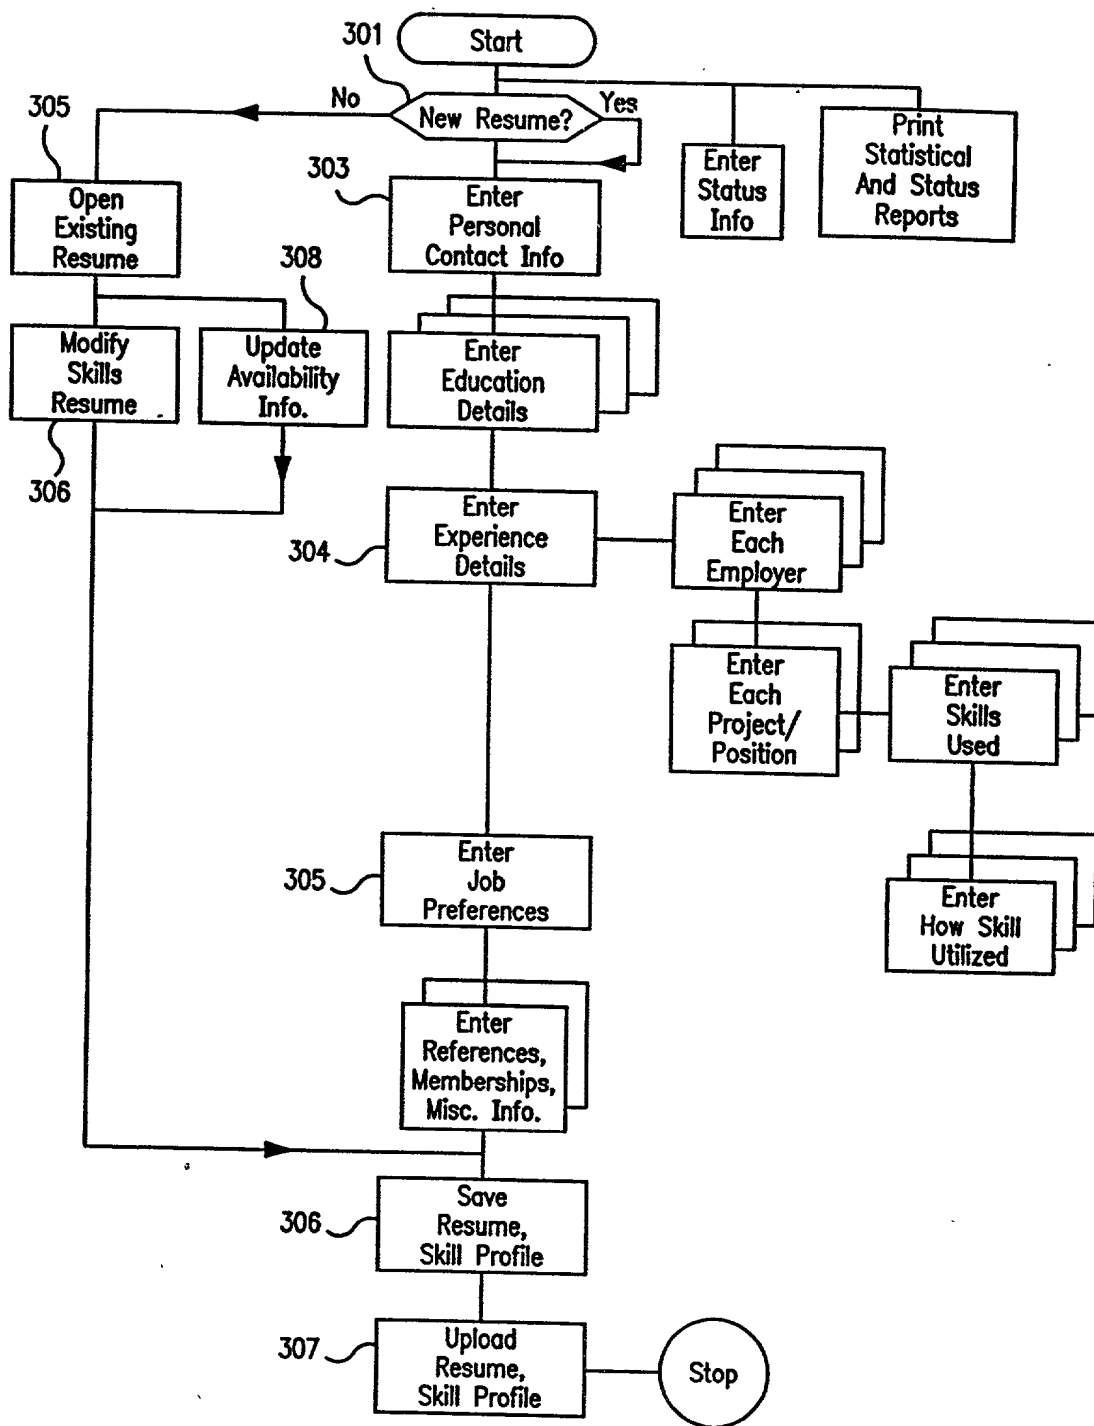 Start
301
No
New Resume?
Yes
305
Open
Existing
Resume
303
Enter
Personal
Contact Info
Enter
Status
Info
Print
Statistical
And Status
Reports
308
Modify
Skills
Resume
306
Update
Availability
Info.
Enter
Education
Details
304
Enter
Experience
Details
Enter
Each
Employer
Enter
Each
Project/
Position
Enter
Skills
Used
Enter
How Skill
Utilized
305
Enter
Job
Preferences
Enter
References,
Memberships,
Misc. Info.
306
Save
Resume,
Skill Profile
307
Upload
Resume,
Skill Profile
Stop